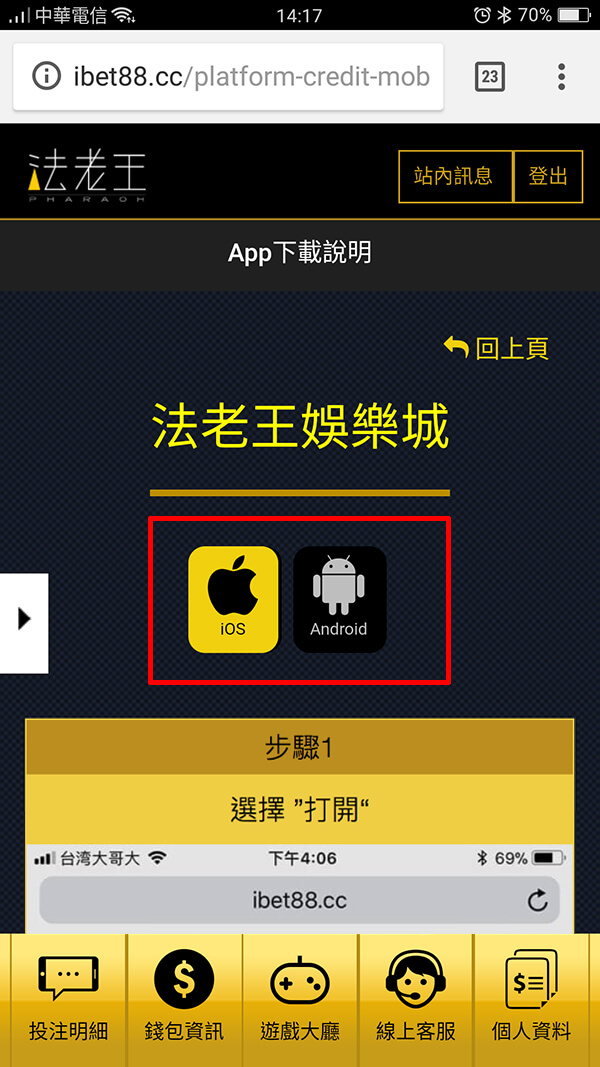 中華電信 14:17 70%
ibet88.cc/platform-credit-mob 23
法老王 站內訊息 登出
PHARAOH
App下載說明
回上頁
法老王娛樂城
iOS Android
步驟1
選擇 ”打開“
台湾大哥大 下午4:06 69%
ibet88.cc
投注明細 錢包資訊 遊戲大廳 線上客服 個人資料